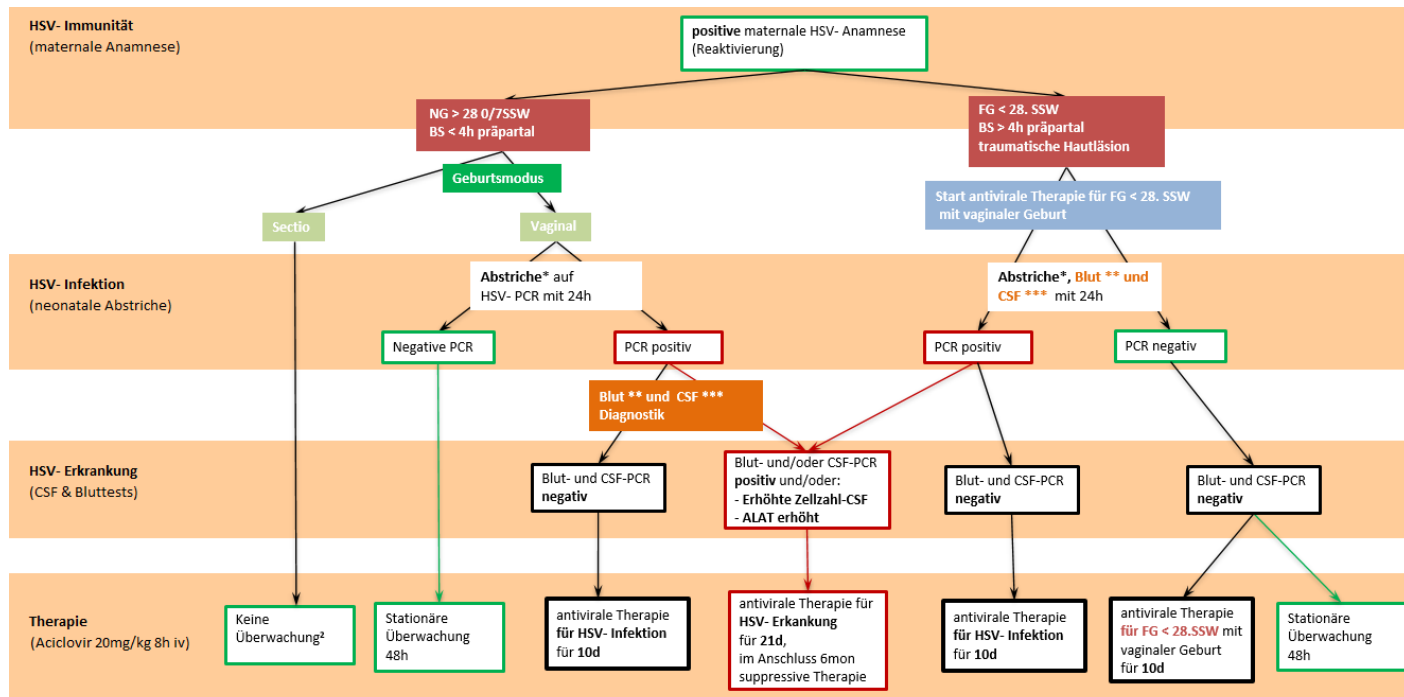 HSV- Immunität
(maternale Anamnese)
positive maternale HSV- Anamnese
(Reaktivierung)
NG > 28 0/7SSW
BS < 4h präpartal
FG < 28. SSW
BS > 4h präpartal
traumatische Hautläsion
Geburtsmodus
Start antivirale Therapie für FG < 28. SSW
mit vaginaler Geburt
Sectio
Vaginal
HSV- Infektion
(neonatale Abstriche)
Abstriche* auf
HSV- PCR mit 24h
Abstriche*, Blut ** und
CSF *** mit 24h
Negative PCR
PCR positiv
PCR positiv
PCR negativ
Blut ** und CSF ***
Diagnostik
HSV- Erkrankung
(CSF & Bluttests)
Blut- und CSF-PCR
negativ
Blut- und/oder CSF-PCR
positiv und/oder:
- Erhöhte Zellzahl-CSF
- ALAT erhöht
Blut- und CSF-PCR
negativ
Blut- und CSF-PCR
negativ
Therapie
(Aciclovir 20mg/kg 8h iv)
Keine
Überwachung²
Stationäre
Überwachung
48h
antivirale Therapie
für HSV- Infektion
für 10d
antivirale Therapie für
HSV- Erkankung
für 21d,
im Anschluss 6mon
suppressive Therapie
antivirale Therapie
für HSV- Infektion
für 10d
antivirale Therapie
für FG < 28.SSW mit
vaginaler Geburt
für 10d
Stationäre
Überwachung
48h